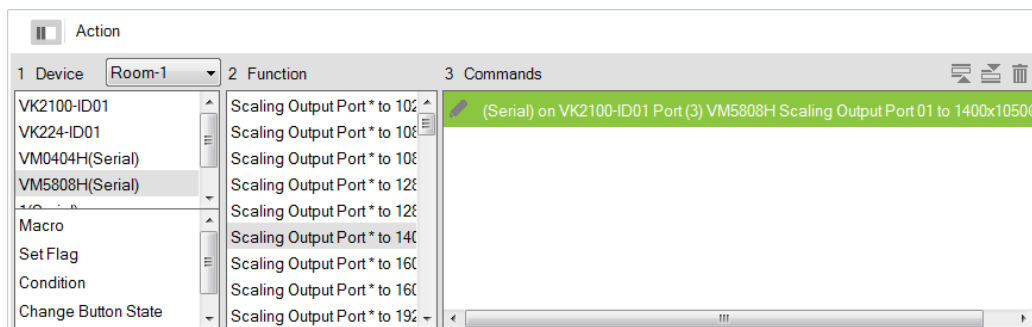 Action
1 Device Room-1 2 Function 3 Commands
VK2100-ID01
VK224-ID01
VM0404H(Serial)
VM5808H(Serial)
Macro
Set Flag
Condition
Change Button State
Scaling Output Port * to 102
Scaling Output Port * to 108
Scaling Output Port * to 108
Scaling Output Port * to 128
Scaling Output Port * to 128
Scaling Output Port * to 140
Scaling Output Port * to 160
Scaling Output Port * to 160
Scaling Output Port * to 192
(Serial) on VK2100-ID01 Port (3) VM5808H Scaling Output Port 01 to 1400x1050